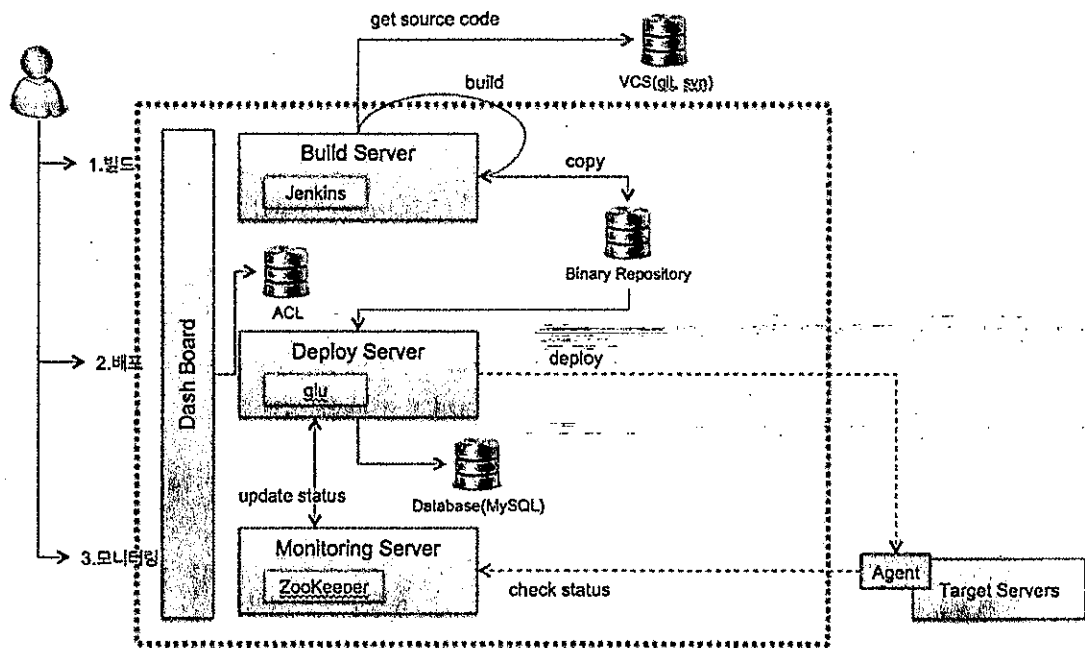 get source code
VCS(git, svn)
build
1.빌드
Build Server
Jenkins
copy
Binary Repository
ACL
Dash Board
2.배포
Deploy Server
glu
deploy
Database(MySQL)
update status
3.모니터링
Monitoring Server
ZooKeeper
check status
Agent
Target Servers